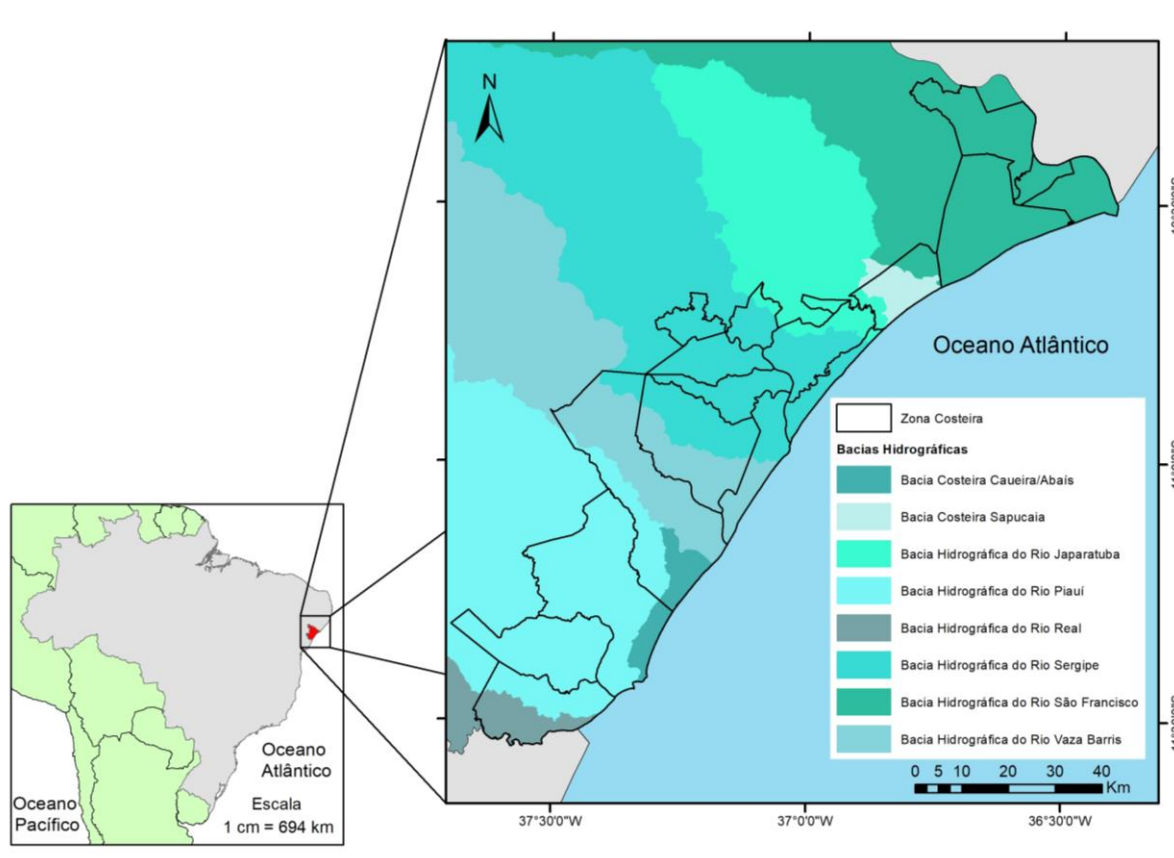 N
Oceano Atlântico
Zona Costeira
Bacias Hidrográficas
Bacia Costeira Caueira/Abaís
Bacia Costeira Sapucaia
Bacia Hidrográfica do Rio Japaratuba
Bacia Hidrográfica do Rio Piauí
Bacia Hidrográfica do Rio Real
Bacia Hidrográfica do Rio Sergipe
Bacia Hidrográfica do Rio São Francisco
Bacia Hidrográfica do Rio Vaza Barris
0 5 10 20 30 40
Km
37°30'0"W 37°0'0"W 36°30'0"W
Oceano
Atlântico
Oceano
Pacífico
Escala
1 cm = 694 km